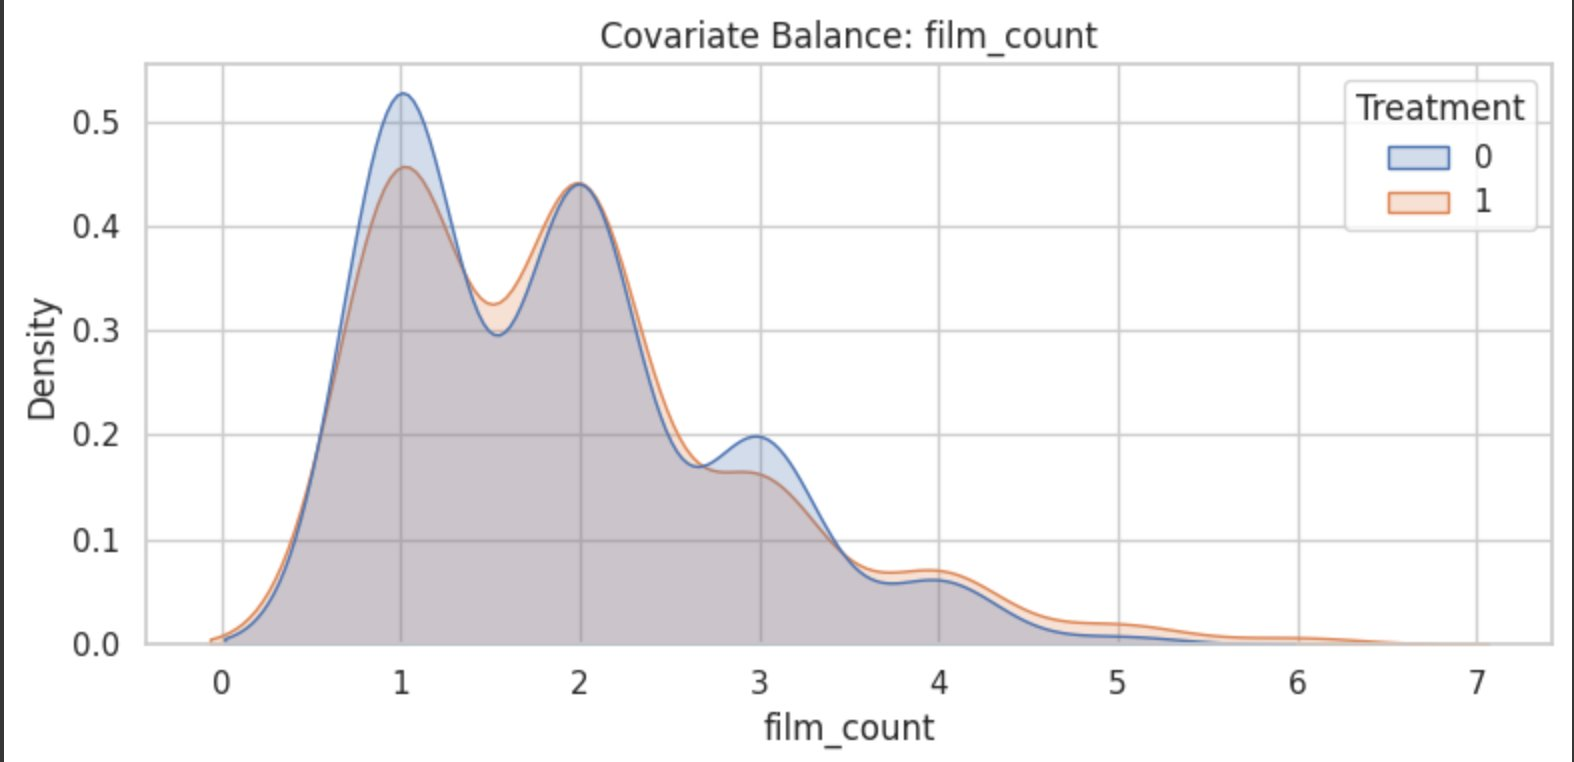 Covariate Balance: film_count
Treatment
0
1
Density
0.5
0.4
0.3
0.2
0.1
0.0
0 1 2 3 4 5 6 7
film_count